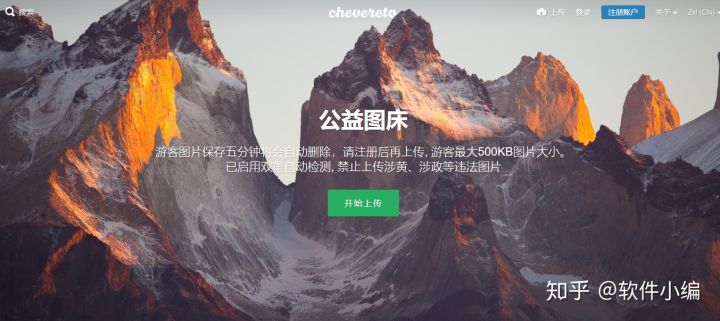 搜索
chevereto
上传 登录 注册账户 关于 ZH (CN)
公益图床
游客图片保存五分钟将会自动删除，请注册后再上传, 游客最大500KB图片大小。
已启用双重自动检测, 禁止上传涉黄、涉政等违法图片
开始上传
知乎 @软件小编